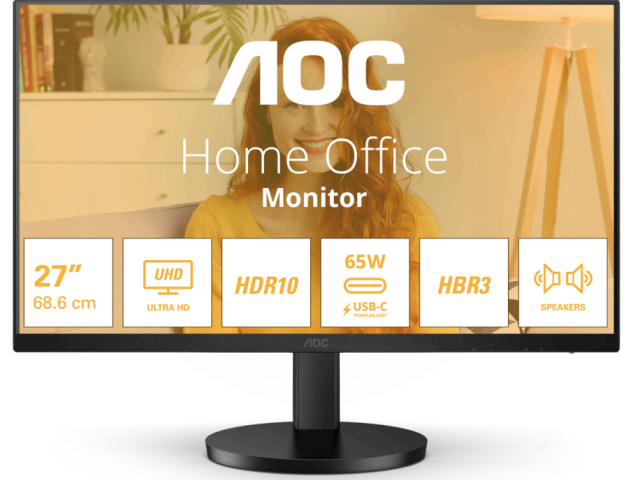 AOC
Home Office
Monitor
27”
68.6 cm
UHD
ULTRA HD
HDR10
65W
USB-C
POWER DELIVERY
HBR3
SPEAKERS
AOC